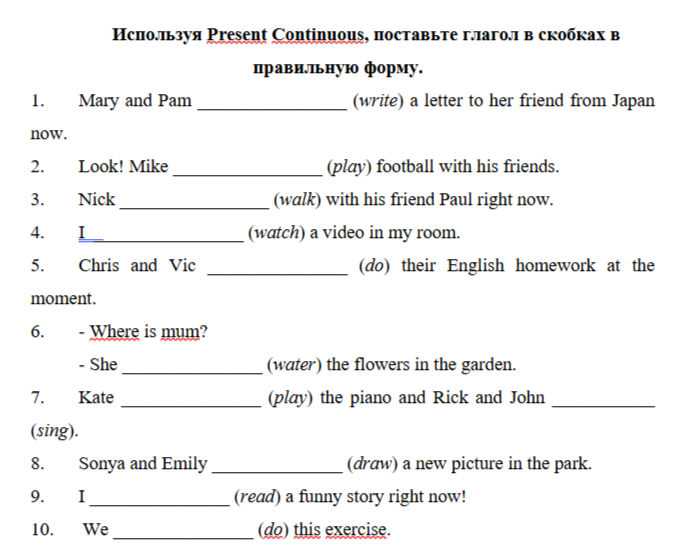 Используя Present Continuous, поставьте глагол в скобках в
правильную форму.
1. Mary and Pam ________________ (write) a letter to her friend from Japan
now.
2. Look! Mike ________________ (play) football with his friends.
3. Nick ________________ (walk) with his friend Paul right now.
4. I ________________ (watch) a video in my room.
5. Chris and Vic _______________ (do) their English homework at the
moment.
6. - Where is mum?
- She _______________ (water) the flowers in the garden.
7. Kate _______________ (play) the piano and Rick and John ___________
(sing).
8. Sonya and Emily ______________ (draw) a new picture in the park.
9. I _______________ (read) a funny story right now!
10. We _______________ (do) this exercise.